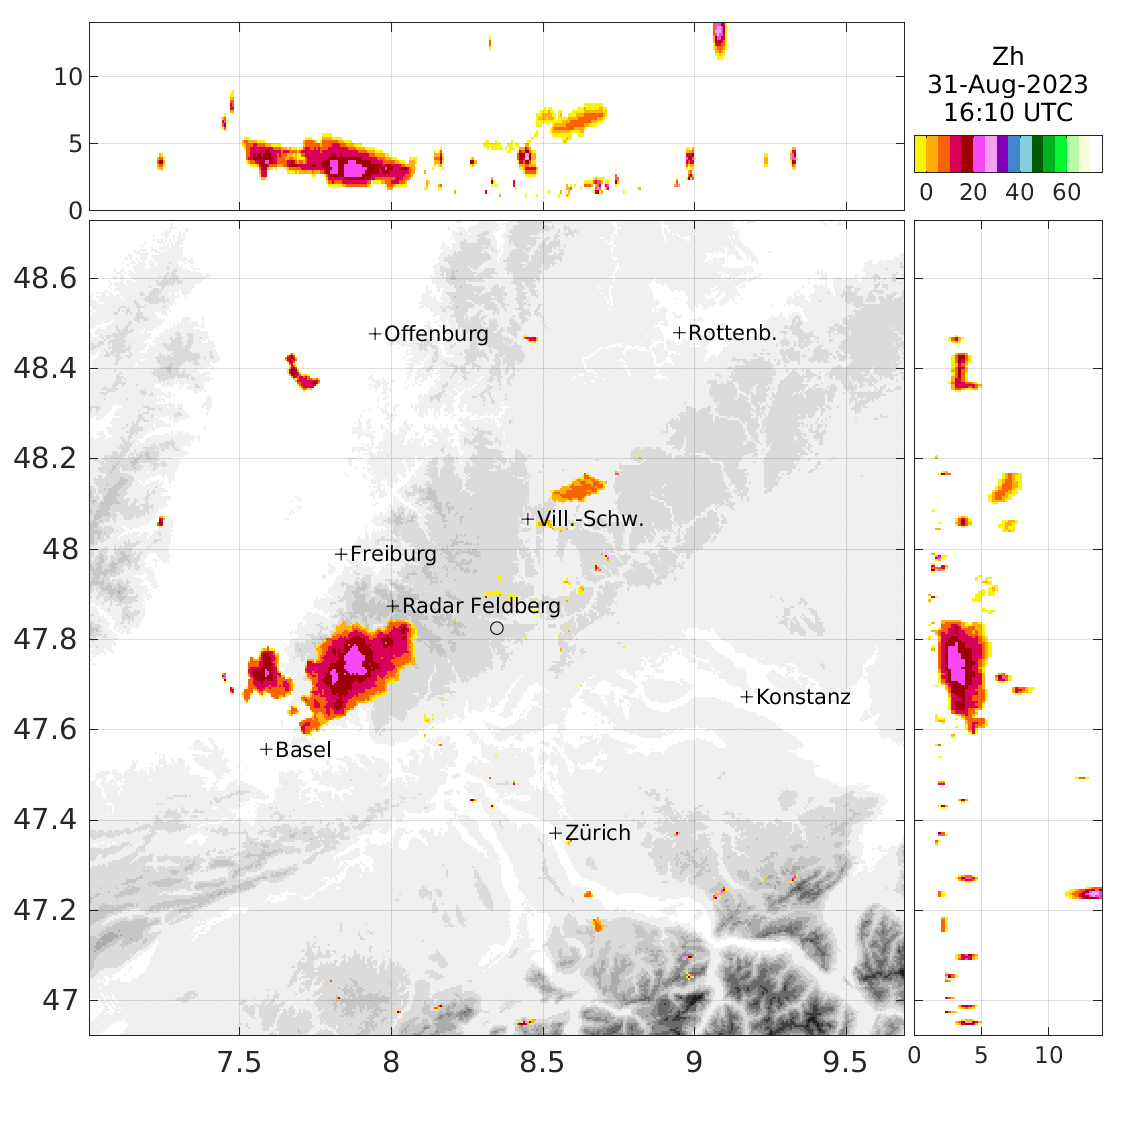 10
5
0
Zh
31-Aug-2023
16:10 UTC
0 20 40 60
48.6
48.4
48.2
48
47.8
47.6
47.4
47.2
47
Offenburg
Rottenb.
Vill.-Schw.
Freiburg
Radar Feldberg
Konstanz
Basel
Zürich
7.5 8 8.5 9 9.5
0 5 10